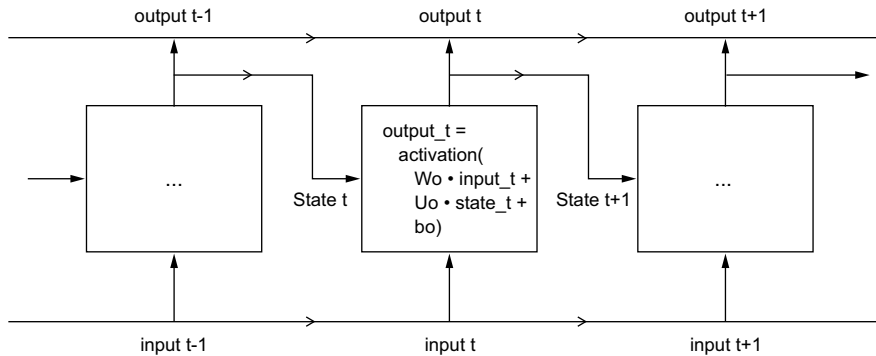 output t-1
output t
output t+1
...
output_t =
activation(
Wo • input_t +
Uo • state_t +
bo)
...
State t
State t+1
input t-1
input t
input t+1